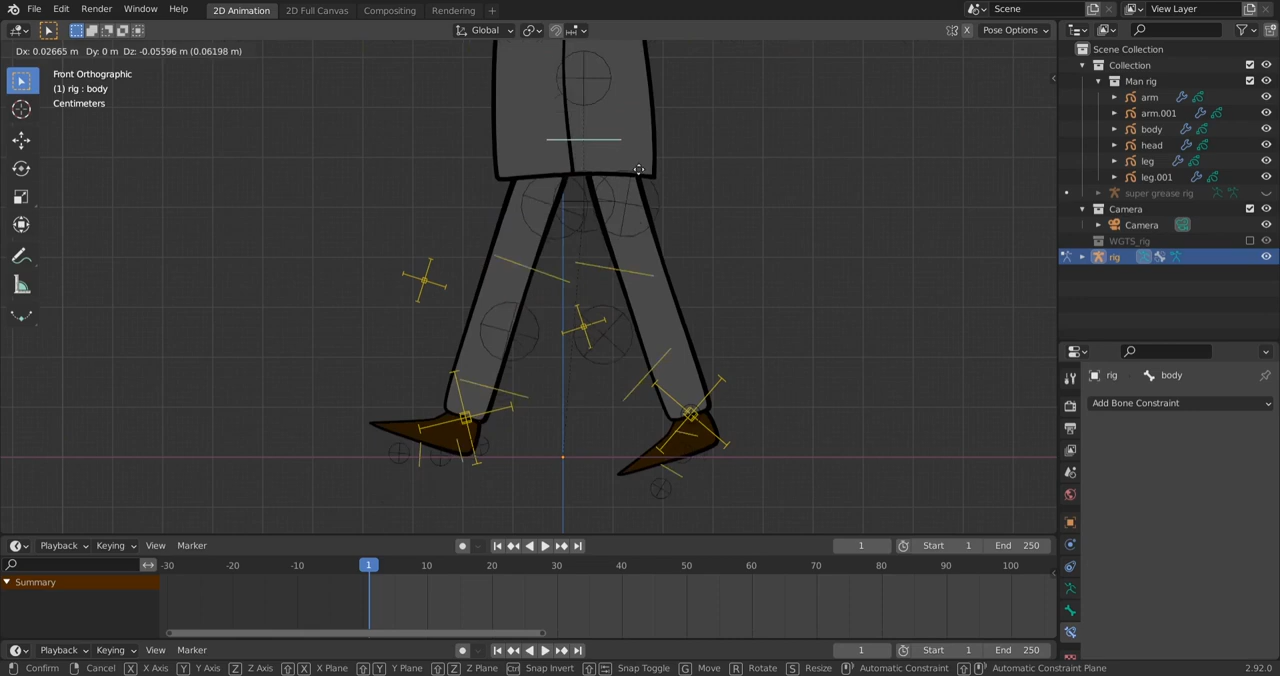 File Edit Render Window Help 2D Animation 2D Full Canvas Compositing Rendering + Scene View Layer
Global X Pose Options
Dx: 0.02665 m Dy: 0 m Dz: -0.05596 m (0.06198 m)
Front Orthographic
(1) rig : body
Centimeters
Scene Collection
Collection
Man rig
arm
arm.001
body
head
leg
leg.001
super grease rig
Camera
Camera
WGTS_rig
rig
rig body
Add Bone Constraint
Playback Keying View Marker 1 Start 1 End 250
-30 -20 -10 1 10 20 30 40 50 60 70 80 90 100
Summary
Playback Keying View Marker 1 Start 1 End 250
Confirm Cancel X X Axis Y Y Axis Z Z Axis X X Plane Y Y Plane Z Z Plane Ctrl Snap Invert Snap Toggle G Move R Rotate S Resize Automatic Constraint Automatic Constraint Plane 2.92.0